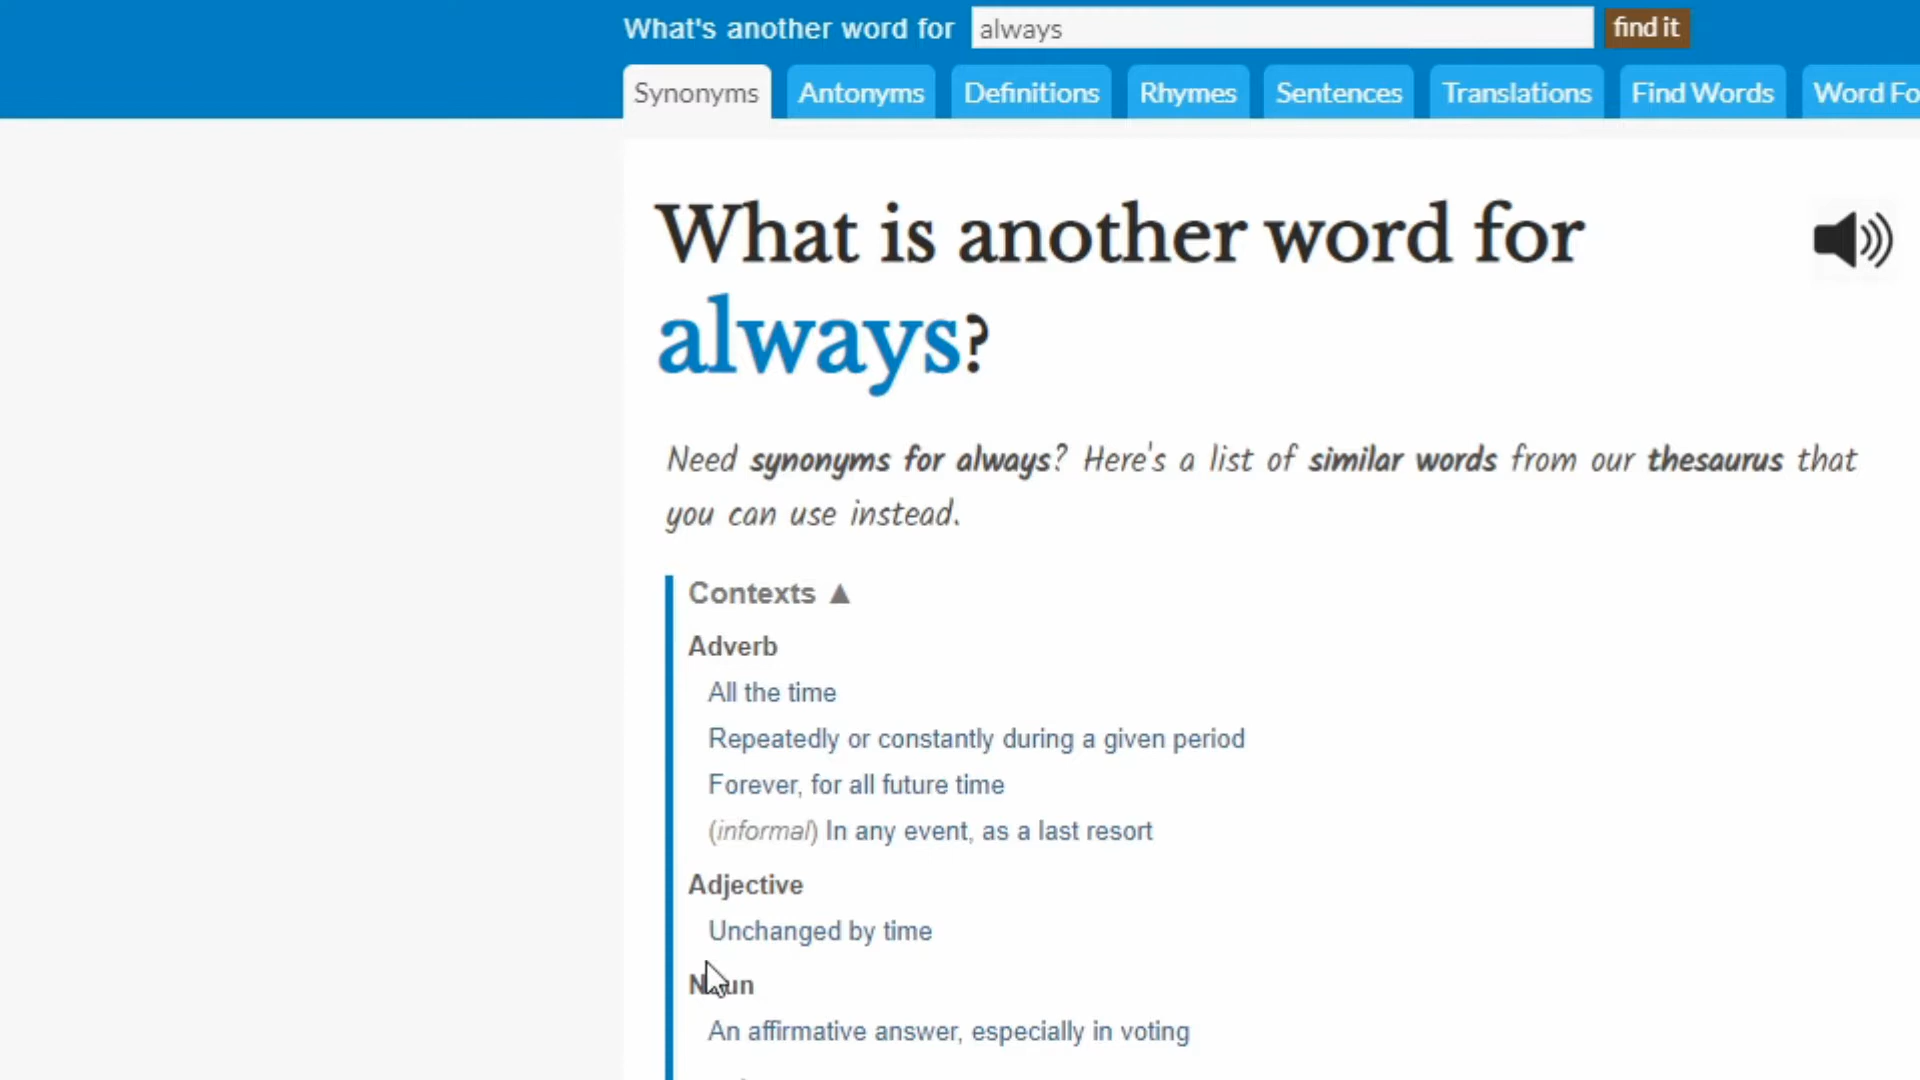 What's another word for always find it
Synonyms Antonyms Definitions Rhymes Sentences Translations Find Words Word Fo
What is another word for
always?
Need synonyms for always? Here's a list of similar words from our thesaurus that
you can use instead.
Contexts ▲
Adverb
All the time
Repeatedly or constantly during a given period
Forever, for all future time
(informal) In any event, as a last resort
Adjective
Unchanged by time
Noun
An affirmative answer, especially in voting